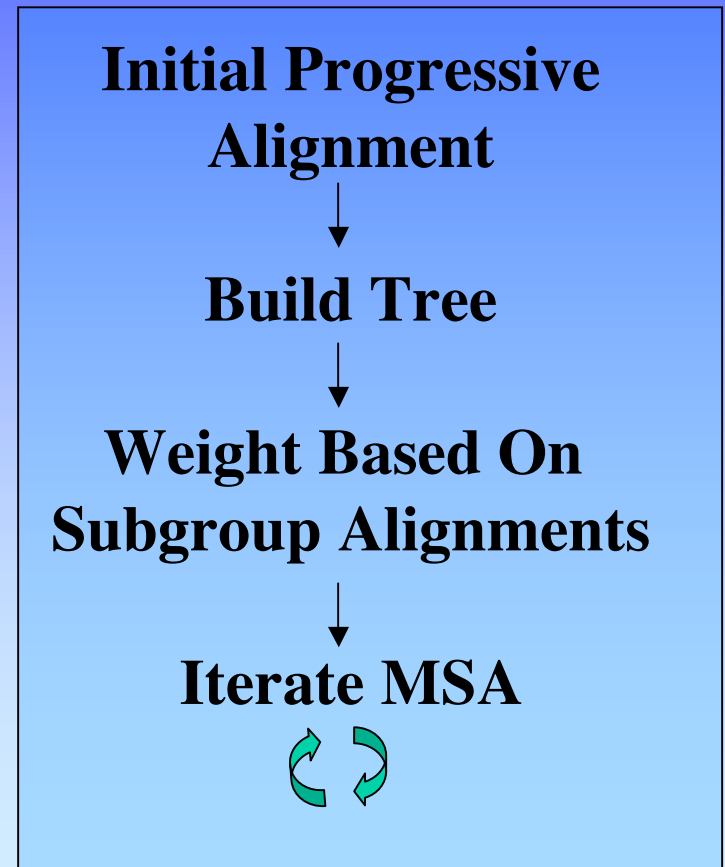 Initial Progressive
Alignment
Build Tree
Weight Based On
Subgroup Alignments
Iterate MSA